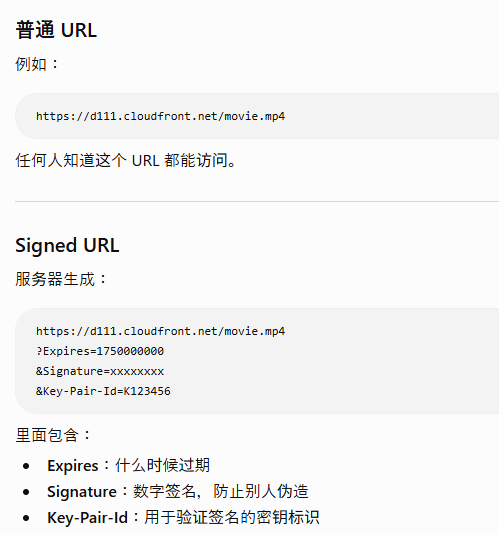 普通 URL
例如：
https://d111.cloudfront.net/movie.mp4
任何人知道这个 URL 都能访问。
Signed URL
服务器生成：
https://d111.cloudfront.net/movie.mp4
?Expires=1750000000
&Signature=xxxxxxxx
&Key-Pair-Id=K123456
里面包含：
• Expires：什么时候过期
• Signature：数字签名，防止别人伪造
• Key-Pair-Id：用于验证签名的密钥标识